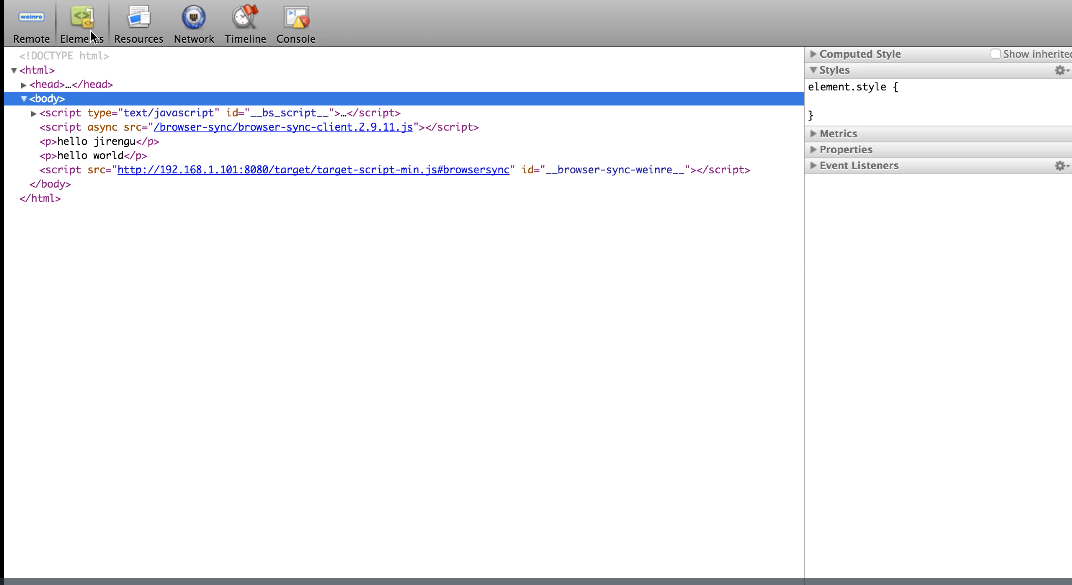 weinre
Remote Elements Resources Network Timeline Console
<!DOCTYPE html>
<html>
<head>…</head>
<body>
<script type="text/javascript" id="__bs_script__">…</script>
<script async src="/browser-sync/browser-sync-client.2.9.11.js"></script>
<p>hello jirengu</p>
<p>hello world</p>
<script src="http://192.168.1.101:8080/target/target-script-min.js#browsersync" id="__browser-sync-weinre__"></script>
</body>
</html>
Computed Style Show inherited
Styles
element.style {
}
Metrics
Properties
Event Listeners